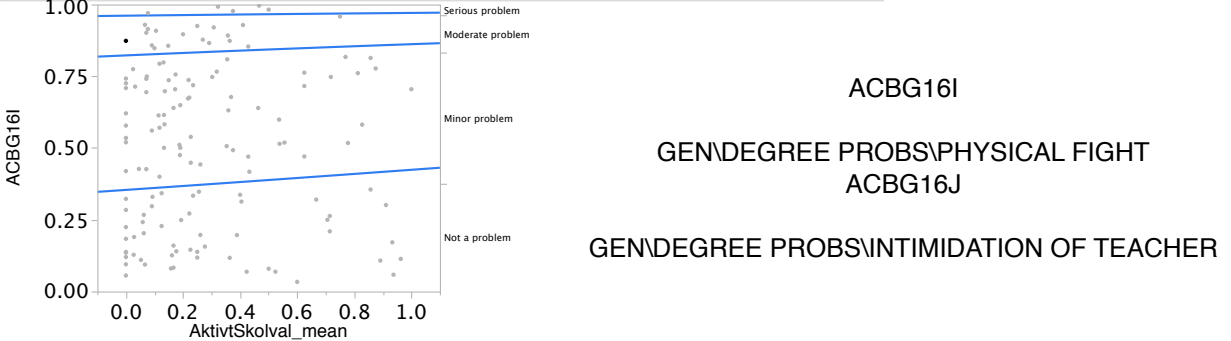 1.00
0.75
0.50
0.25
0.00
ACBG16I
0.0 0.2 0.4 0.6 0.8 1.0
AktivtSkolval_mean
Serious problem
Moderate problem
Minor problem
Not a problem
ACBG16I
GEN\DEGREE PROBS\PHYSICAL FIGHT
ACBG16J
GEN\DEGREE PROBS\INTIMIDATION OF TEACHER